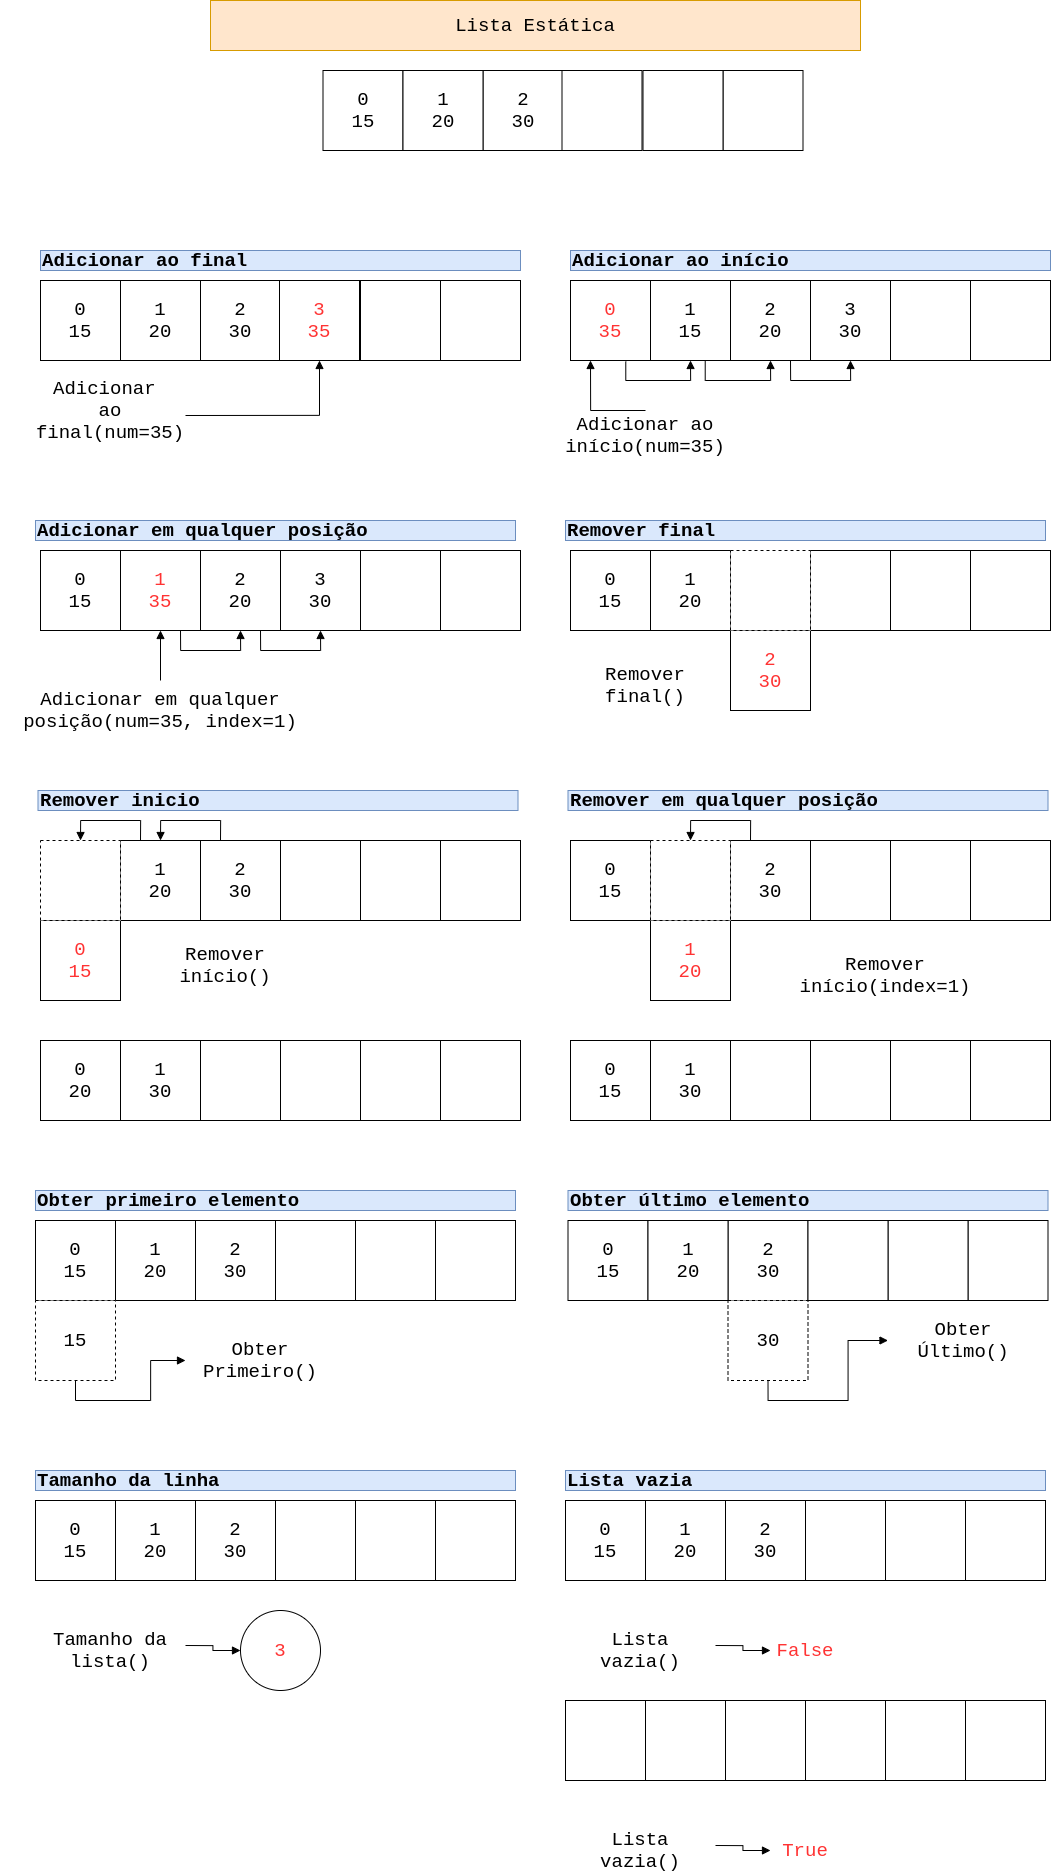 Lista Estática
0 1 2
15 20 30
Adicionar ao final
0 1 2 3
15 20 30 35
Adicionar
ao
final(num=35)
Adicionar ao início
0 1 2 3
35 15 20 30
Adicionar ao
início(num=35)
Adicionar em qualquer posição
0 1 2 3
15 35 20 30
Adicionar em qualquer
posição(num=35, index=1)
Remover final
0 1
15 20
2
30
Remover
final()
Remover inicio
1 2
20 30
0
15
Remover
início()
0 1
20 30
Remover em qualquer posição
0 2
15 30
1
20
Remover
início(index=1)
0 1
15 30
Obter primeiro elemento
0 1 2
15 20 30
15
Obter
Primeiro()
Obter último elemento
0 1 2
15 20 30
30
Obter
Último()
Tamanho da linha
0 1 2
15 20 30
Tamanho da
lista()
3
Lista vazia
0 1 2
15 20 30
Lista
vazia()
False
Lista
vazia()
True